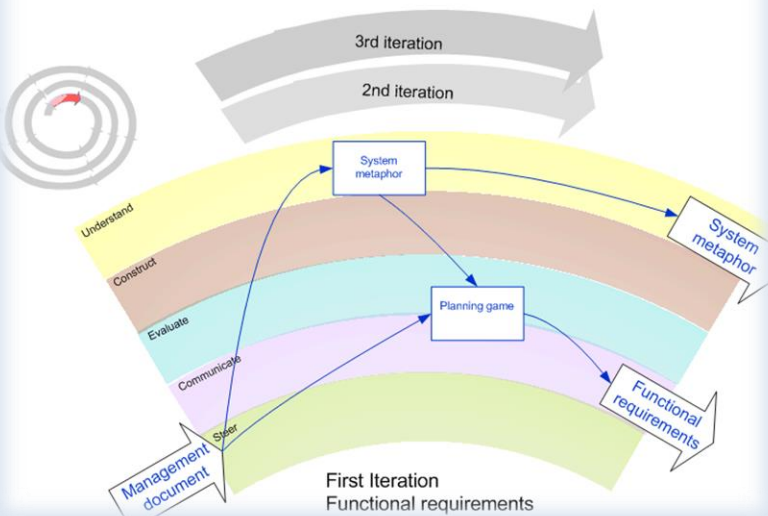 3rd iteration
2nd iteration
System
metaphor
Understand
System
metaphor
Construct
Planning game
Evaluate
Communicate
Functional
requirements
Steer
Management
document
First Iteration
Functional requirements